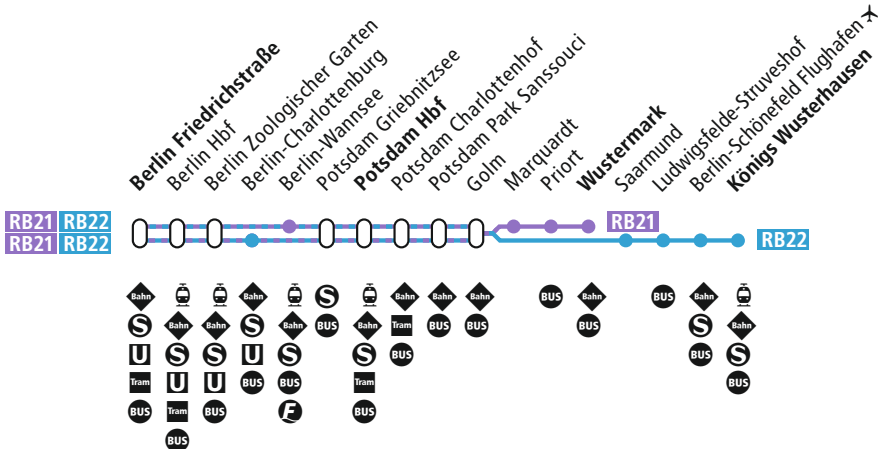 Berlin Friedrichstraße
Berlin Hbf
Berlin Zoologischer Garten
Berlin-Charlottenburg
Berlin-Wannsee
Potsdam Griebnitzsee
Potsdam Hbf
Potsdam Charlottenhof
Potsdam Park Sanssouci
Golm
Marquardt
Priort
Wustermark
Saarmund
Ludwigsfelde-Struveshof
Berlin-Schönefeld Flughafen
Königs Wusterhausen
RB21 RB22 RB21
RB21 RB22 RB22
Bahn S Bahn Bahn Bahn BUS Bahn BUS Bahn
S Bahn Bahn S Bahn BUS Bahn Tram BUS BUS BUS S Bahn
U S S U S S BUS BUS S
Tram U U BUS BUS Tram BUS
BUS Tram BUS F BUS
BUS